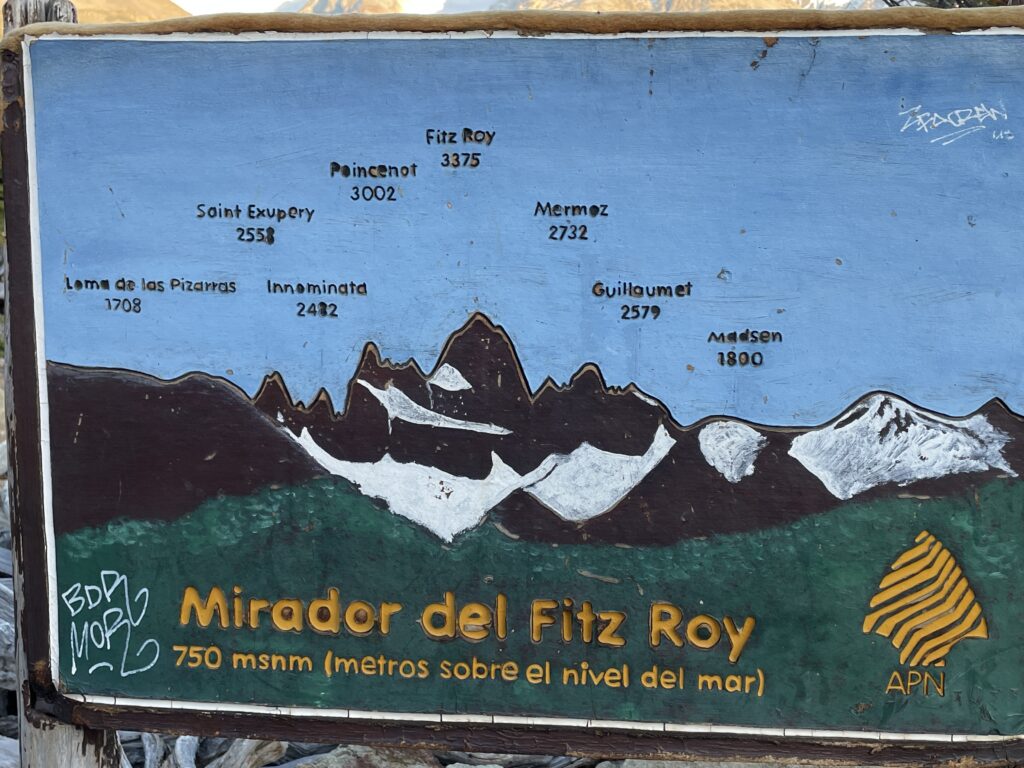 Fitz Roy
3375
Poincenot
3002
Saint Exupery
2558
Mermoz
2732
Loma de las Pizarras
1708
Innominata
2482
Guillaumet
2579
Madsen
1800
Mirador del Fitz Roy
750 msnm (metros sobre el nivel del mar)
APN